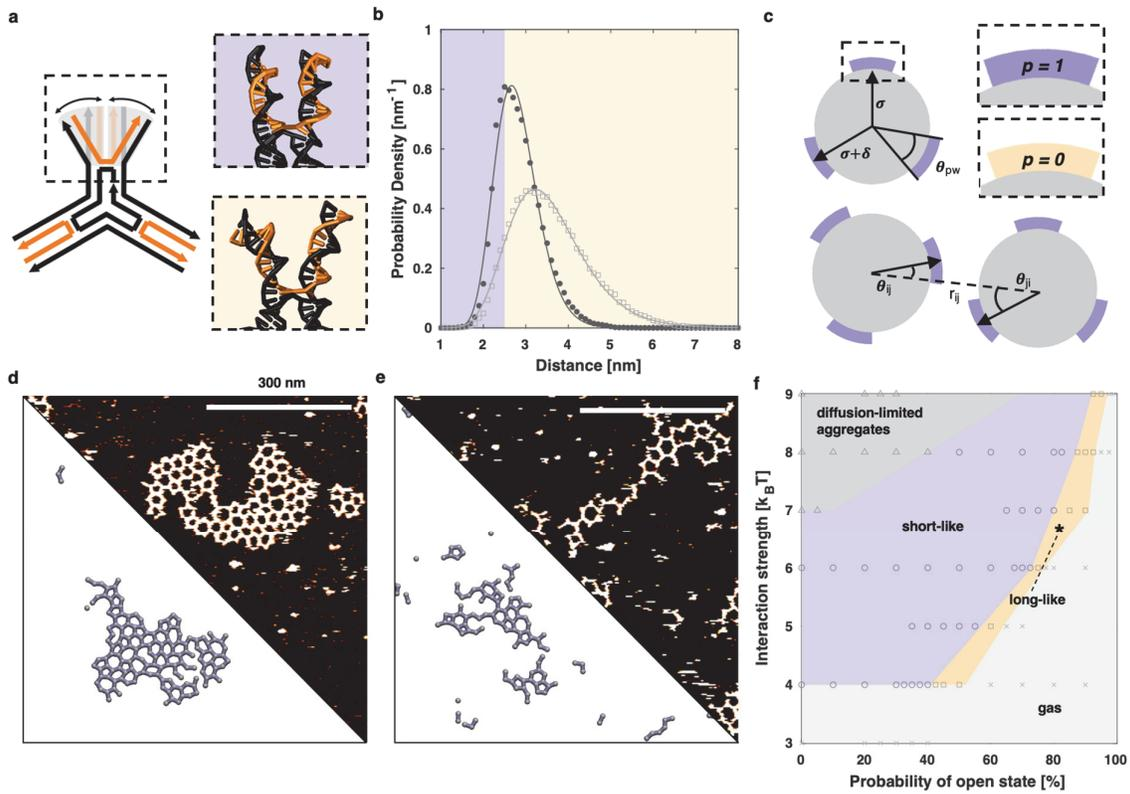 a
b
Probability Density [nm-1]
1
0.8
0.6
0.4
0.2
0
1 2 3 4 5 6 7 8
Distance [nm]
c
σ
σ+δ
θpw
p = 1
p = 0
θij
rij
θji
d
300 nm
e
f
Interaction strength [kBT]
9
8
7
6
5
4
3
diffusion-limited
aggregates
short-like
*
long-like
gas
0 20 40 60 80 100
Probability of open state [%]